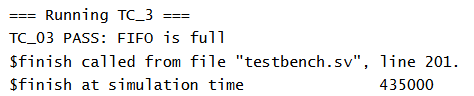 === Running TC_3 ===
TC_03 PASS: FIFO is full
$finish called from file "testbench.sv", line 201.
$finish at simulation time 435000